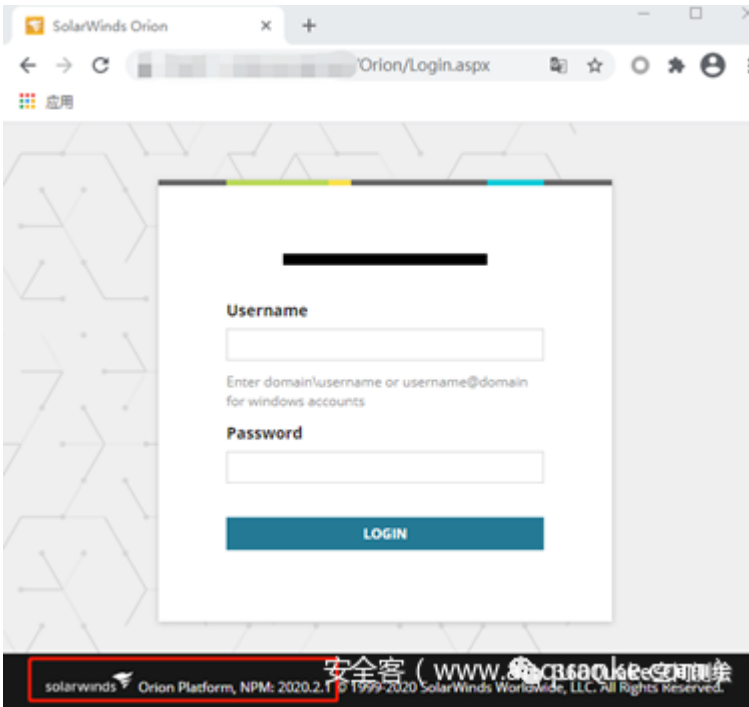 SolarWinds Orion
/Orion/Login.aspx
应用
Username
Enter domain\username or username@domain
for windows accounts
Password
LOGIN
solarwinds Orion Platform, NPM: 2020.2.1 © 1999-2020 SolarWinds Worldwide, LLC. All Rights Reserved.
安全客（www.